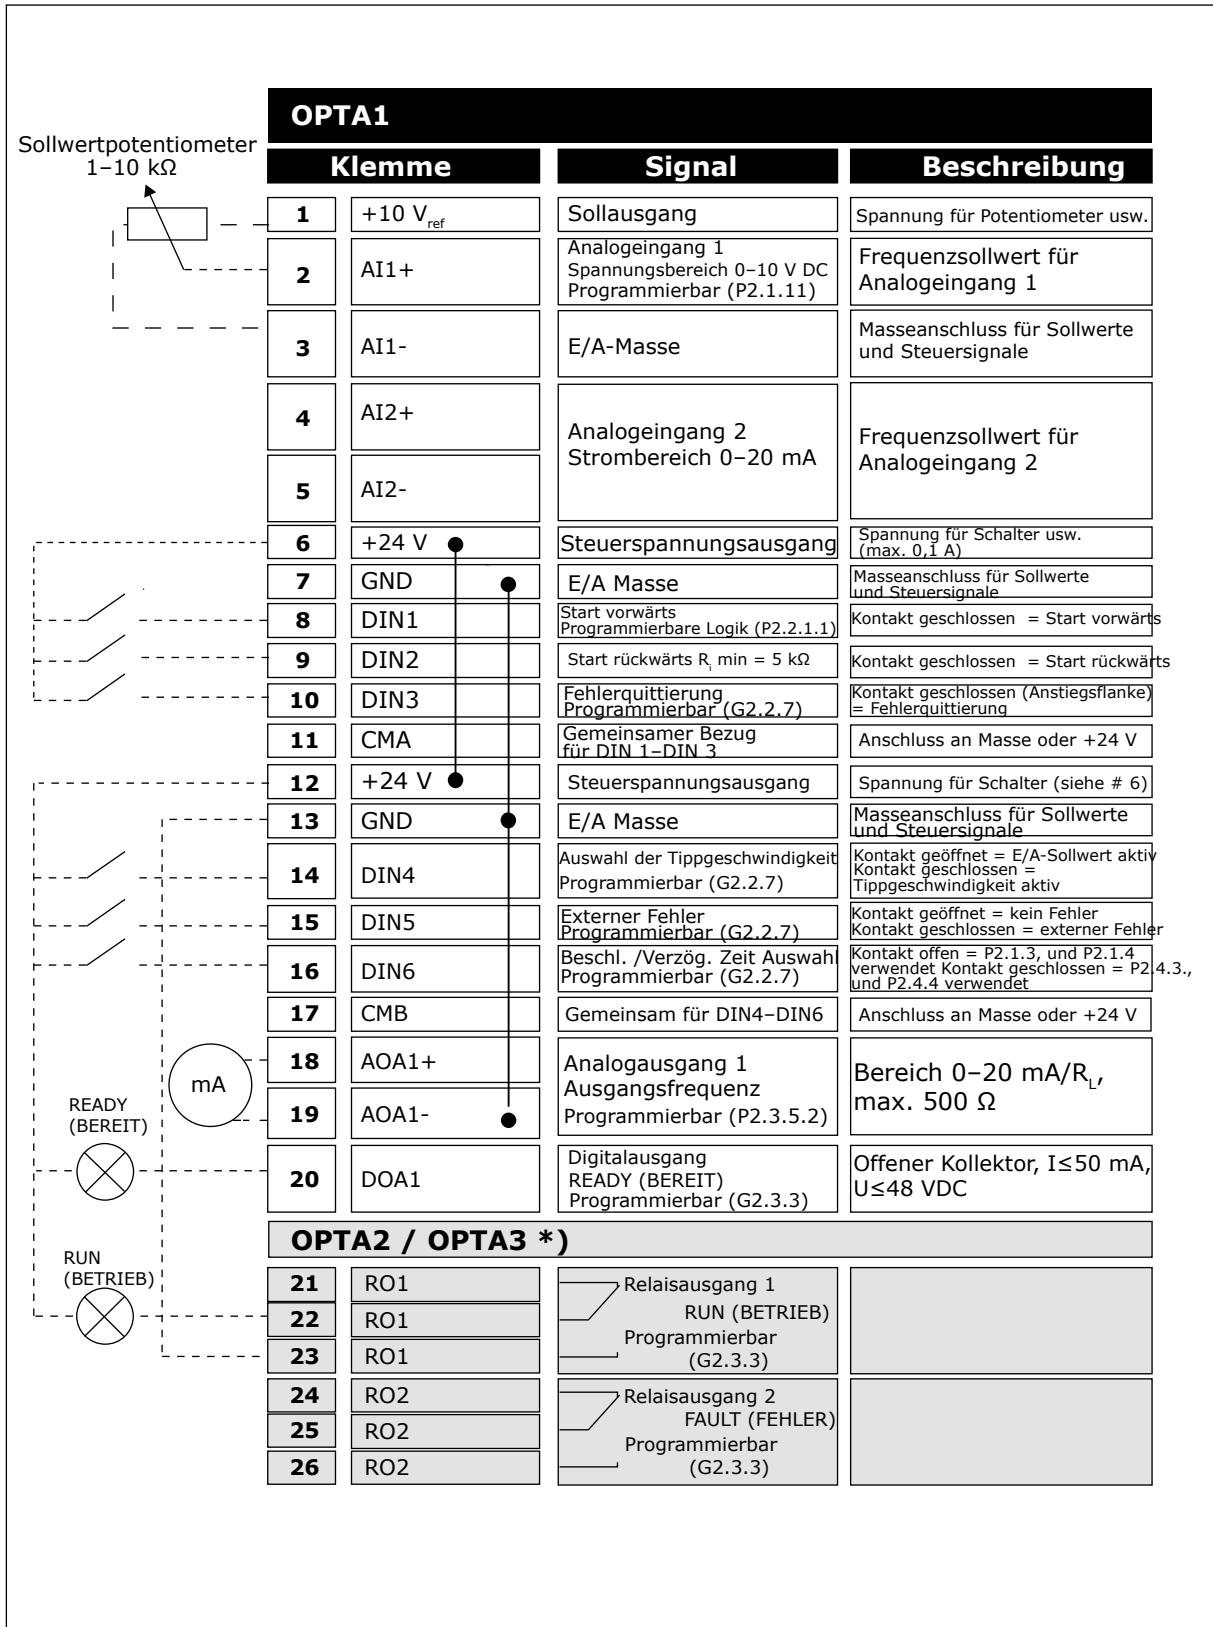 OPTA1
Sollwertpotentiometer
1–10 kΩ
Klemme Signal Beschreibung
1 +10 Vref Sollausgang Spannung für Potentiometer usw.
2 AI1+
Analogeingang 1
Spannungsbereich 0–10 V DC
Programmierbar (P2.1.11)
Frequenzsollwert für
Analogeingang 1
3 AI1- E/A-Masse
Masseanschluss für Sollwerte
und Steuersignale
4 AI2+
5 AI2-
Analogeingang 2
Strombereich 0–20 mA
Frequenzsollwert für
Analogeingang 2
6 +24 V Steuerspannungsausgang
Spannung für Schalter usw.
(max. 0,1 A)
7 GND E/A Masse
Masseanschluss für Sollwerte
und Steuersignale
8 DIN1
Start vorwärts
Programmierbare Logik (P2.2.1.1)
Kontakt geschlossen = Start vorwärts
9 DIN2 Start rückwärts Ri min = 5 kΩ Kontakt geschlossen = Start rückwärts
10 DIN3
Fehlerquittierung
Programmierbar (G2.2.7)
Kontakt geschlossen (Anstiegsflanke)
= Fehlerquittierung
11 CMA
Gemeinsamer Bezug
für DIN 1–DIN 3
Anschluss an Masse oder +24 V
12 +24 V Steuerspannungsausgang Spannung für Schalter (siehe # 6)
13 GND E/A Masse
Masseanschluss für Sollwerte
und Steuersignale
14 DIN4
Auswahl der Tippgeschwindigkeit
Programmierbar (G2.2.7)
Kontakt geöffnet = E/A-Sollwert aktiv
Kontakt geschlossen =
Tippgeschwindigkeit aktiv
15 DIN5
Externer Fehler
Programmierbar (G2.2.7)
Kontakt geöffnet = kein Fehler
Kontakt geschlossen = externer Fehler
16 DIN6
Beschl. /Verzög. Zeit Auswahl
Programmierbar (G2.2.7)
Kontakt offen = P2.1.3, und P2.1.4
verwendet Kontakt geschlossen = P2.4.3.,
und P2.4.4 verwendet
17 CMB Gemeinsam für DIN4–DIN6 Anschluss an Masse oder +24 V
mA
18 AOA1+
19 AOA1-
Analogausgang 1
Ausgangsfrequenz
Programmierbar (P2.3.5.2)
Bereich 0–20 mA/RL,
max. 500 Ω
READY
(BEREIT)
20 DOA1
Digitalausgang
READY (BEREIT)
Programmierbar (G2.3.3)
Offener Kollektor, I≤50 mA,
U≤48 VDC
OPTA2 / OPTA3 *)
RUN
(BETRIEB)
21 RO1
22 RO1
23 RO1
Relaisausgang 1
RUN (BETRIEB)
Programmierbar
(G2.3.3)
24 RO2
25 RO2
26 RO2
Relaisausgang 2
FAULT (FEHLER)
Programmierbar
(G2.3.3)